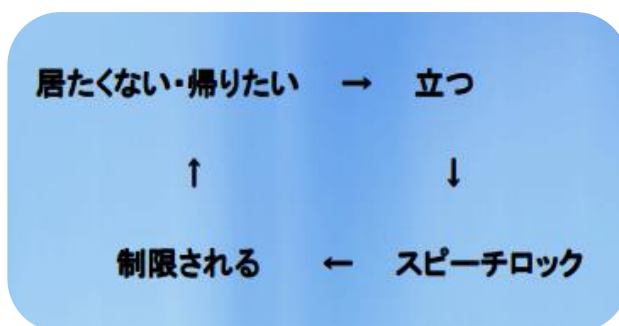 居たくない・帰りたい → 立つ
↑ ↓
制限される ← スピーチロック